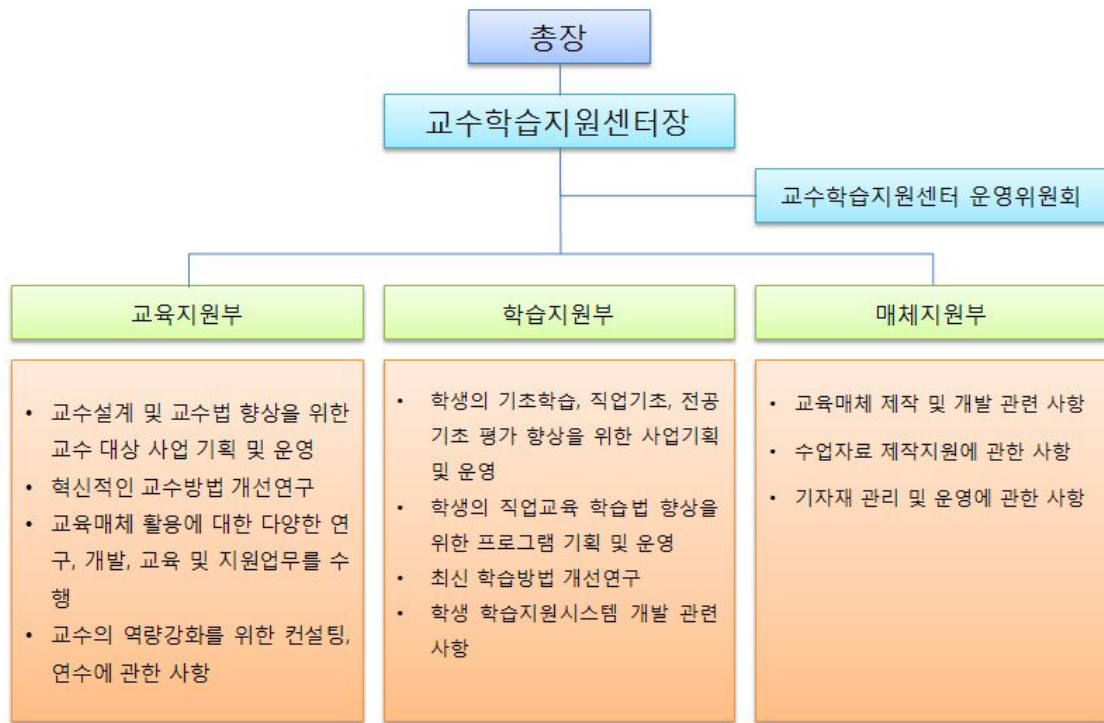 총장
교수학습지원센터장
교수학습지원센터 운영위원회
교육지원부
• 교수설계 및 교수법 향상을 위한
교수 대상 사업 기획 및 운영
• 혁신적인 교수방법 개선연구
• 교육매체 활용에 대한 다양한 연
구, 개발, 교육 및 지원업무를 수
행
• 교수의 역량강화를 위한 컨설팅,
연수에 관한 사항
학습지원부
• 학생의 기초학습, 직업기초, 전공
기초 평가 향상을 위한 사업기획
및 운영
• 학생의 직업교육 학습법 향상을
위한 프로그램 기획 및 운영
• 최신 학습방법 개선연구
• 학생 학습지원시스템 개발 관련
사항
매체지원부
• 교육매체 제작 및 개발 관련 사항
• 수업자료 제작지원에 관한 사항
• 기자재 관리 및 운영에 관한 사항